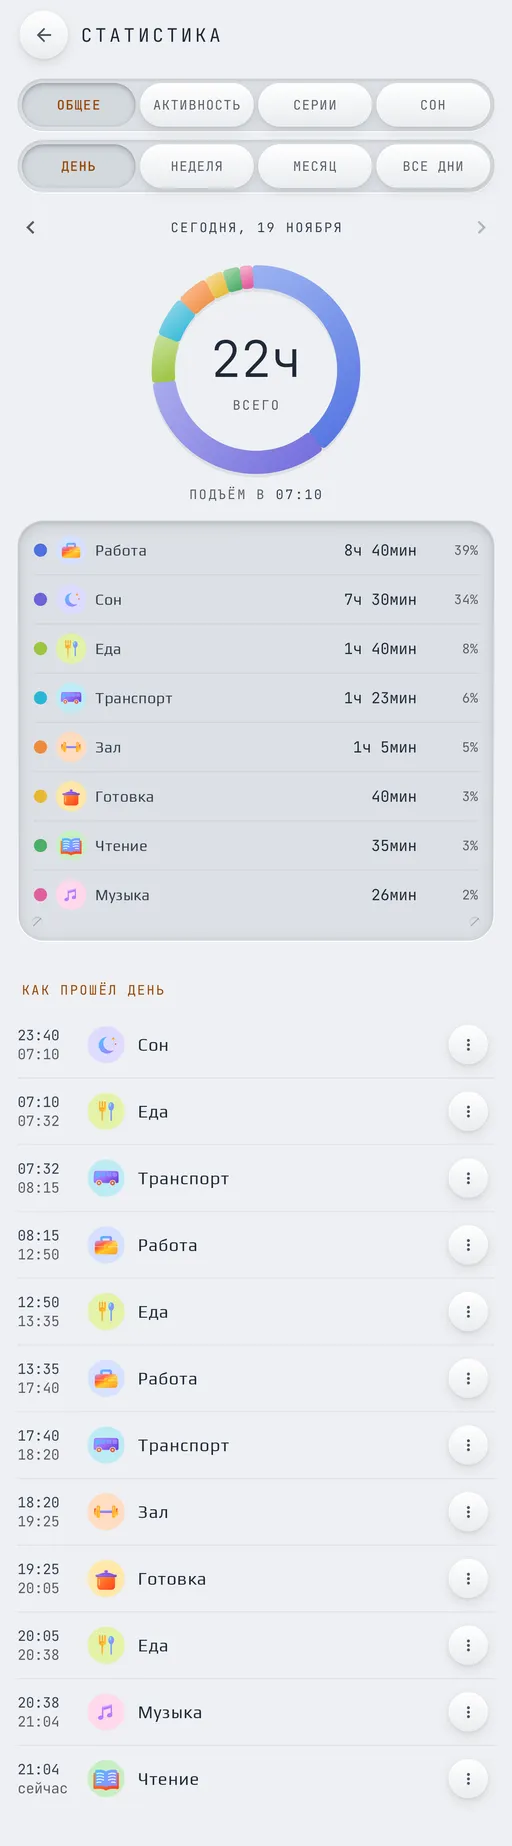 СТАТИСТИКА
ОБЩЕЕ АКТИВНОСТЬ СЕРИИ СОН
ДЕНЬ НЕДЕЛЯ МЕСЯЦ ВСЕ ДНИ
СЕГОДНЯ, 19 НОЯБРЯ
22ч
ВСЕГО
ПОДЪЁМ В 07:10
Работа 8ч 40мин 39%
Сон 7ч 30мин 34%
Еда 1ч 40мин 8%
Транспорт 1ч 23мин 6%
Зал 1ч 5мин 5%
Готовка 40мин 3%
Чтение 35мин 3%
Музыка 26мин 2%
КАК ПРОШЁЛ ДЕНЬ
23:40
07:10
Сон
07:10
07:32
Еда
07:32
08:15
Транспорт
08:15
12:50
Работа
12:50
13:35
Еда
13:35
17:40
Работа
17:40
18:20
Транспорт
18:20
19:25
Зал
19:25
20:05
Готовка
20:05
20:38
Еда
20:38
21:04
Музыка
21:04
сейчас
Чтение